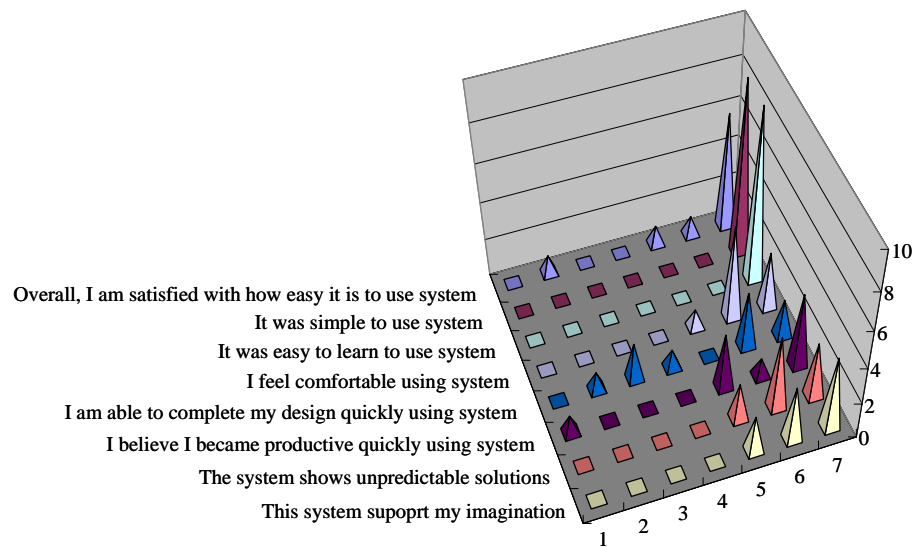 10
8
6
4
2
0
Overall, I am satisfied with how easy it is to use system
It was simple to use system
It was easy to learn to use system
I feel comfortable using system
I am able to complete my design quickly using system
I believe I became productive quickly using system
The system shows unpredictable solutions
This system supoprt my imagination
1 2 3 4 5 6 7